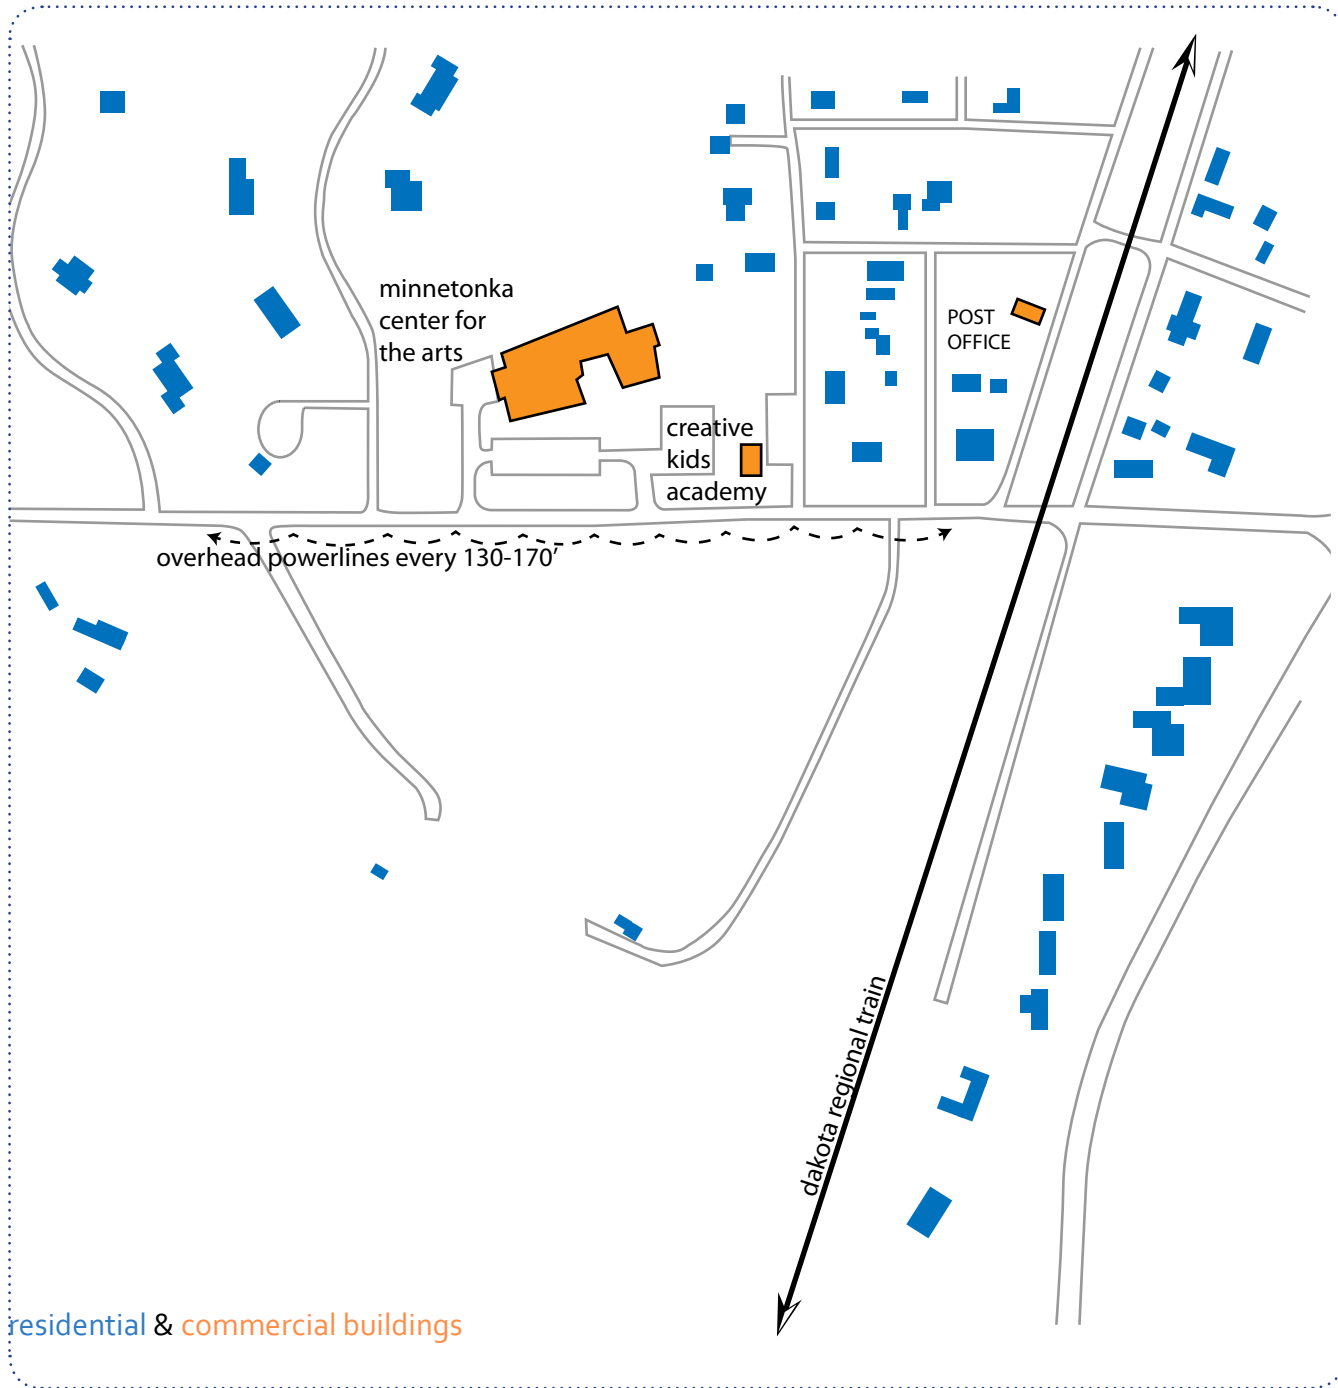 minnetonka
center for
the arts
POST
OFFICE
creative
kids
academy
overhead powerlines every 130-170'
dakota regional train
residential & commercial buildings